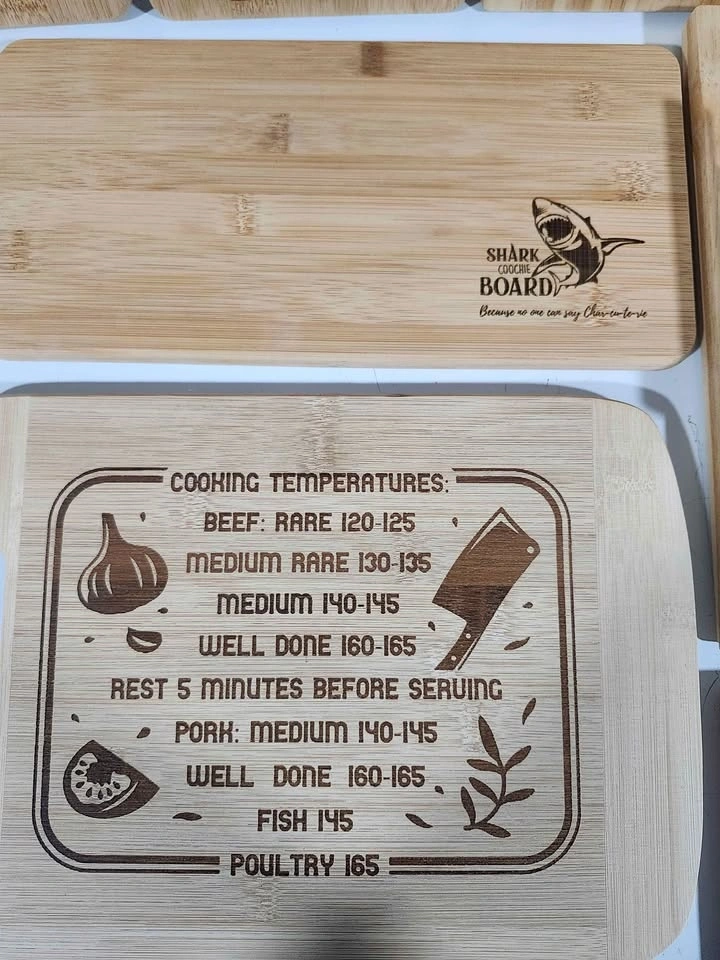 SHARK
COOCHIE
BOARD
Because no one can say Char-cu-te-rie
COOKING TEMPERATURES:
BEEF: RARE 120-125
MEDIUM RARE 130-135
MEDIUM 140-145
WELL DONE 160-165
REST 5 MINUTES BEFORE SERVING
PORK: MEDIUM 140-145
WELL DONE 160-165
FISH 145
POULTRY 165